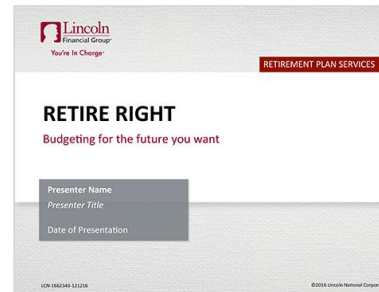 Lincoln
Financial Group®
You're In Charge®
RETIREMENT PLAN SERVICES
RETIRE RIGHT
Budgeting for the future you want
Presenter Name
Presenter Title
Date of Presentation
LCN-1662343-121216
©2016 Lincoln National Corpor